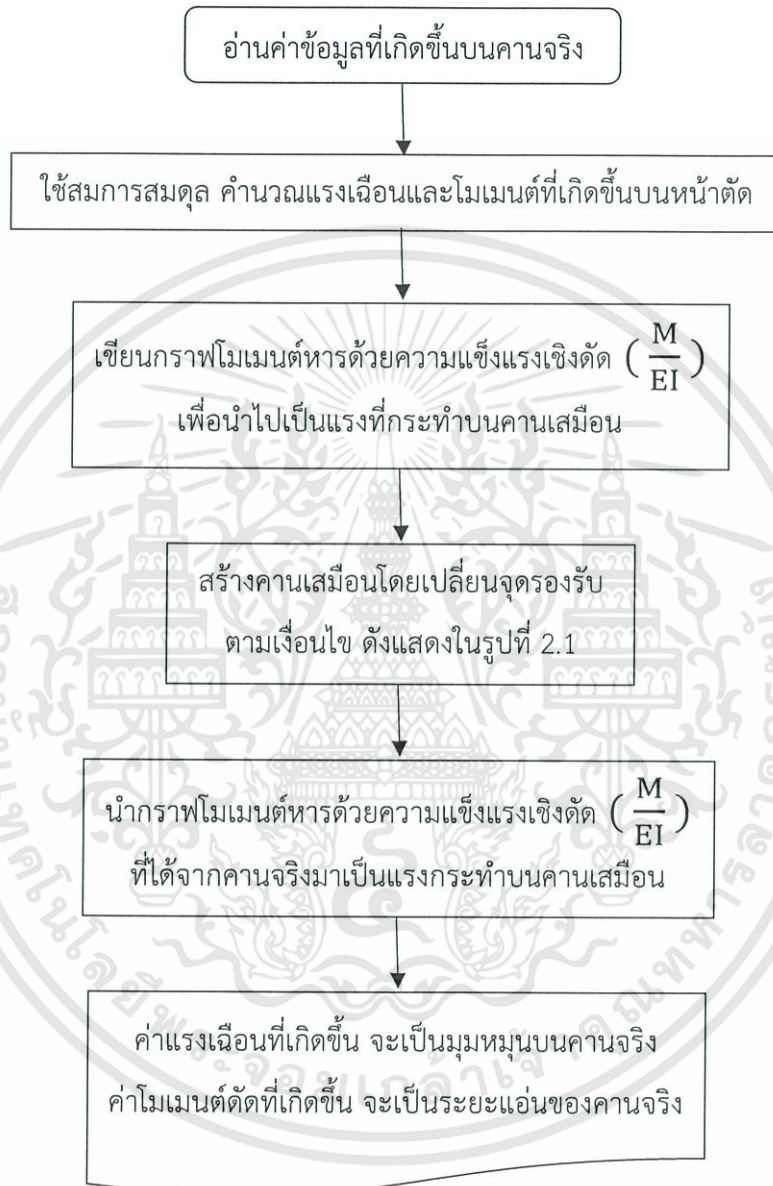 อ่านค่าข้อมูลที่เกิดขึ้นบนคานจริง
ใช้สมการสมดุล คำนวณแรงเฉือนและโมเมนต์ที่เกิดขึ้นบนหน้าตัด
เขียนกราฟโมเมนต์หารด้วยความแข็งแรงเชิงดัด (M/EI)
เพื่อนำไปเป็นแรงที่กระทำบนคานเสมือน
สร้างคานเสมือนโดยเปลี่ยนจุดรองรับ
ตามเงื่อนไข ดังแสดงในรูปที่ 2.1
นำกราฟโมเมนต์หารด้วยความแข็งแรงเชิงดัด (M/EI)
ที่ได้จากคานจริงมาเป็นแรงกระทำบนคานเสมือน
ค่าแรงเฉือนที่เกิดขึ้น จะเป็นมุมหมุนบนคานจริง
ค่าโมเมนต์ดัดที่เกิดขึ้น จะเป็นระยะแอ่นของคานจริง